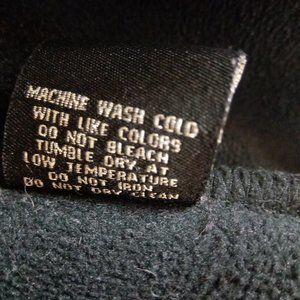 MACHINE WASH COLD
WITH LIKE COLORS
DO NOT BLEACH
TUMBLE DRY AT
LOW TEMPERATURE
DO NOT IRON
DO NOT DRY CLEAN